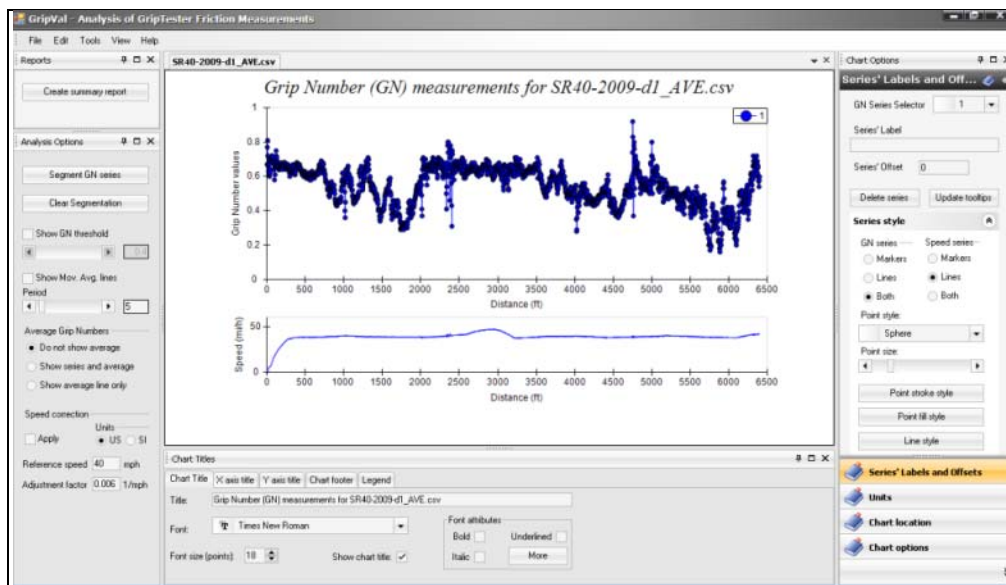 GripVal - Analysis of GripTester Friction Measurements
File Edit Tools View Help
Reports
Create summary report
Analysis Options
Segment GN series
Clear Segmentation
Show GN threshold
0.4
Show Mov. Avg. lines
Period
5
Average Grip Numbers
Do not show average
Show series and average
Show average line only
Speed correction
Units
Apply US SI
Reference speed 40 mph
Adjustment factor 0.006 1/mph
SR40-2009-d1_AVE.csv
Grip Number (GN) measurements for SR40-2009-d1_AVE.csv
1
1
0.8
0.6
0.4
0.2
0
Grip Number values
0 500 1000 1500 2000 2500 3000 3500 4000 4500 5000 5500 6000 6500
Distance (ft)
50
0
Speed (mph)
0 500 1000 1500 2000 2500 3000 3500 4000 4500 5000 5500 6000 6500
Distance (ft)
Chart Titles
Chart Title X axis title Y axis title Chart footer Legend
Title: Grip Number (GN) measurements for SR40-2009-d1_AVE.csv
Font: Times New Roman
Font size (points): 18 Show chart title:
Font attributes
Bold Underlined
Italic More
Chart Options
Series' Labels and Off...
GN Series Selector 1
Series' Label
Series' Offset 0
Delete series Update tooltips
Series style
GN series Speed series
Markers Markers
Lines Lines
Both Both
Point style:
Sphere
Point size:
Point stroke style
Point fill style
Line style
Series' Labels and Offsets
Units
Chart location
Chart options